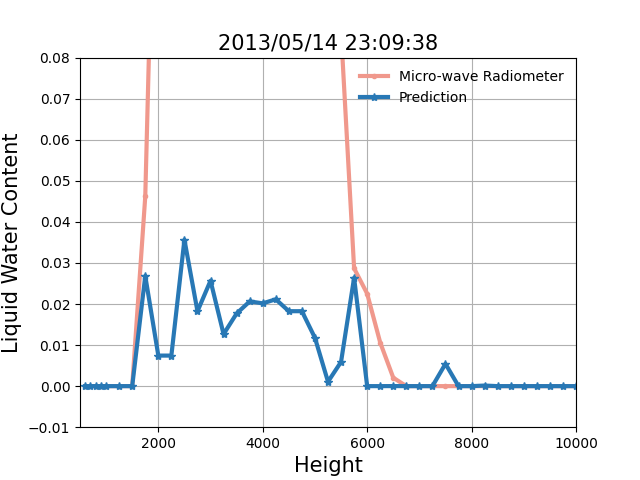 2013/05/14 23:09:38
Micro-wave Radiometer
Prediction
Liquid Water Content
0.08
0.07
0.06
0.05
0.04
0.03
0.02
0.01
0.00
−0.01
2000 4000 6000 8000 10000
Height